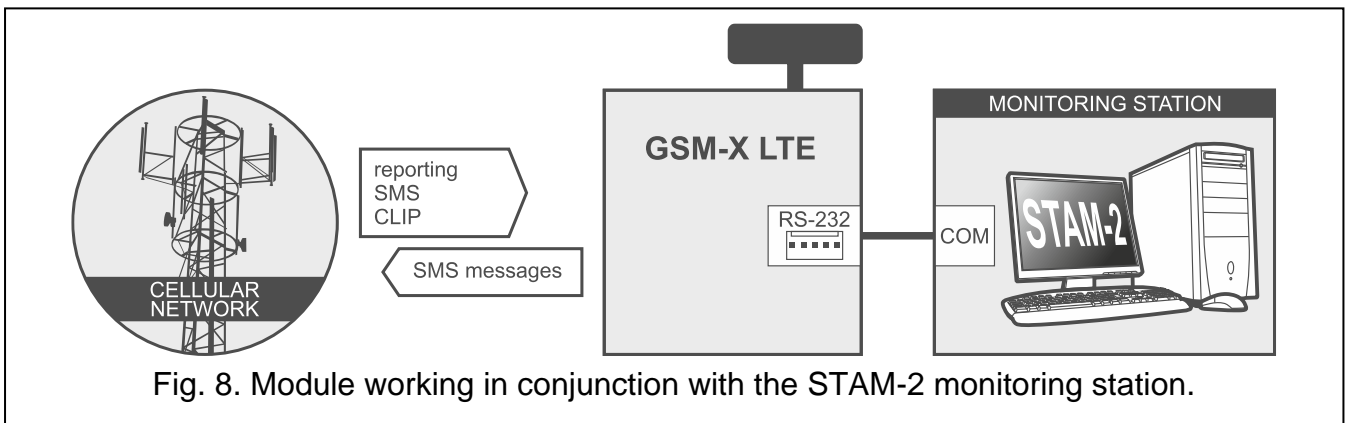 CELLULAR
NETWORK
reporting
SMS
CLIP
SMS messages
GSM-X LTE
RS-232
COM
MONITORING STATION
STAM-2
Fig. 8. Module working in conjunction with the STAM-2 monitoring station.